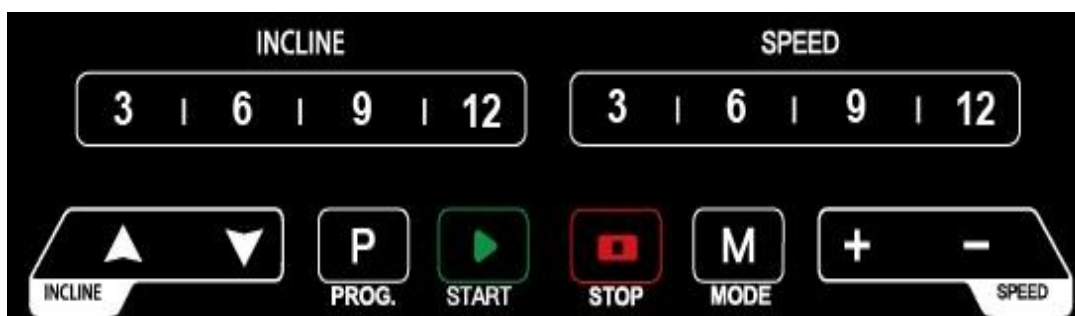 INCLINE SPEED
3 | 6 | 9 | 12 3 | 6 | 9 | 12
P M + -
INCLINE PROG. START STOP MODE SPEED